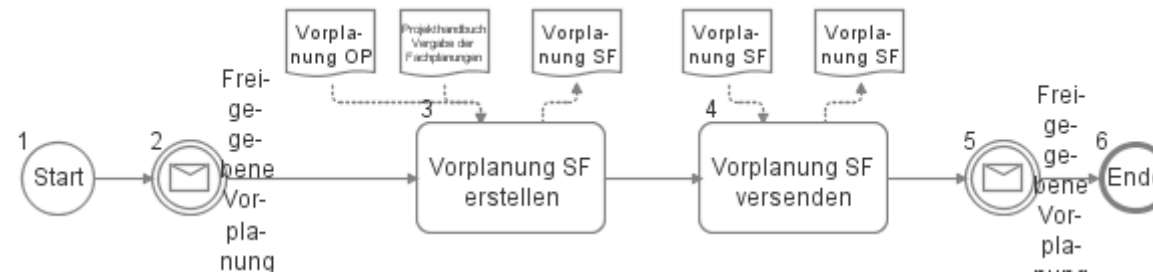 Vorpla-
nung OP
Projekthandbuch
Vergabe der
Fachplanungen
Vorpla-
nung SF
Vorpla-
nung SF
Vorpla-
nung SF
1
Start
2
Frei-
ge-
ge-
bene
Vor-
pla-
nung
3
Vorplanung SF
erstellen
4
Vorplanung SF
versenden
5
Frei-
ge-
ge-
bene
Vor-
pla-
nung
6
Ende